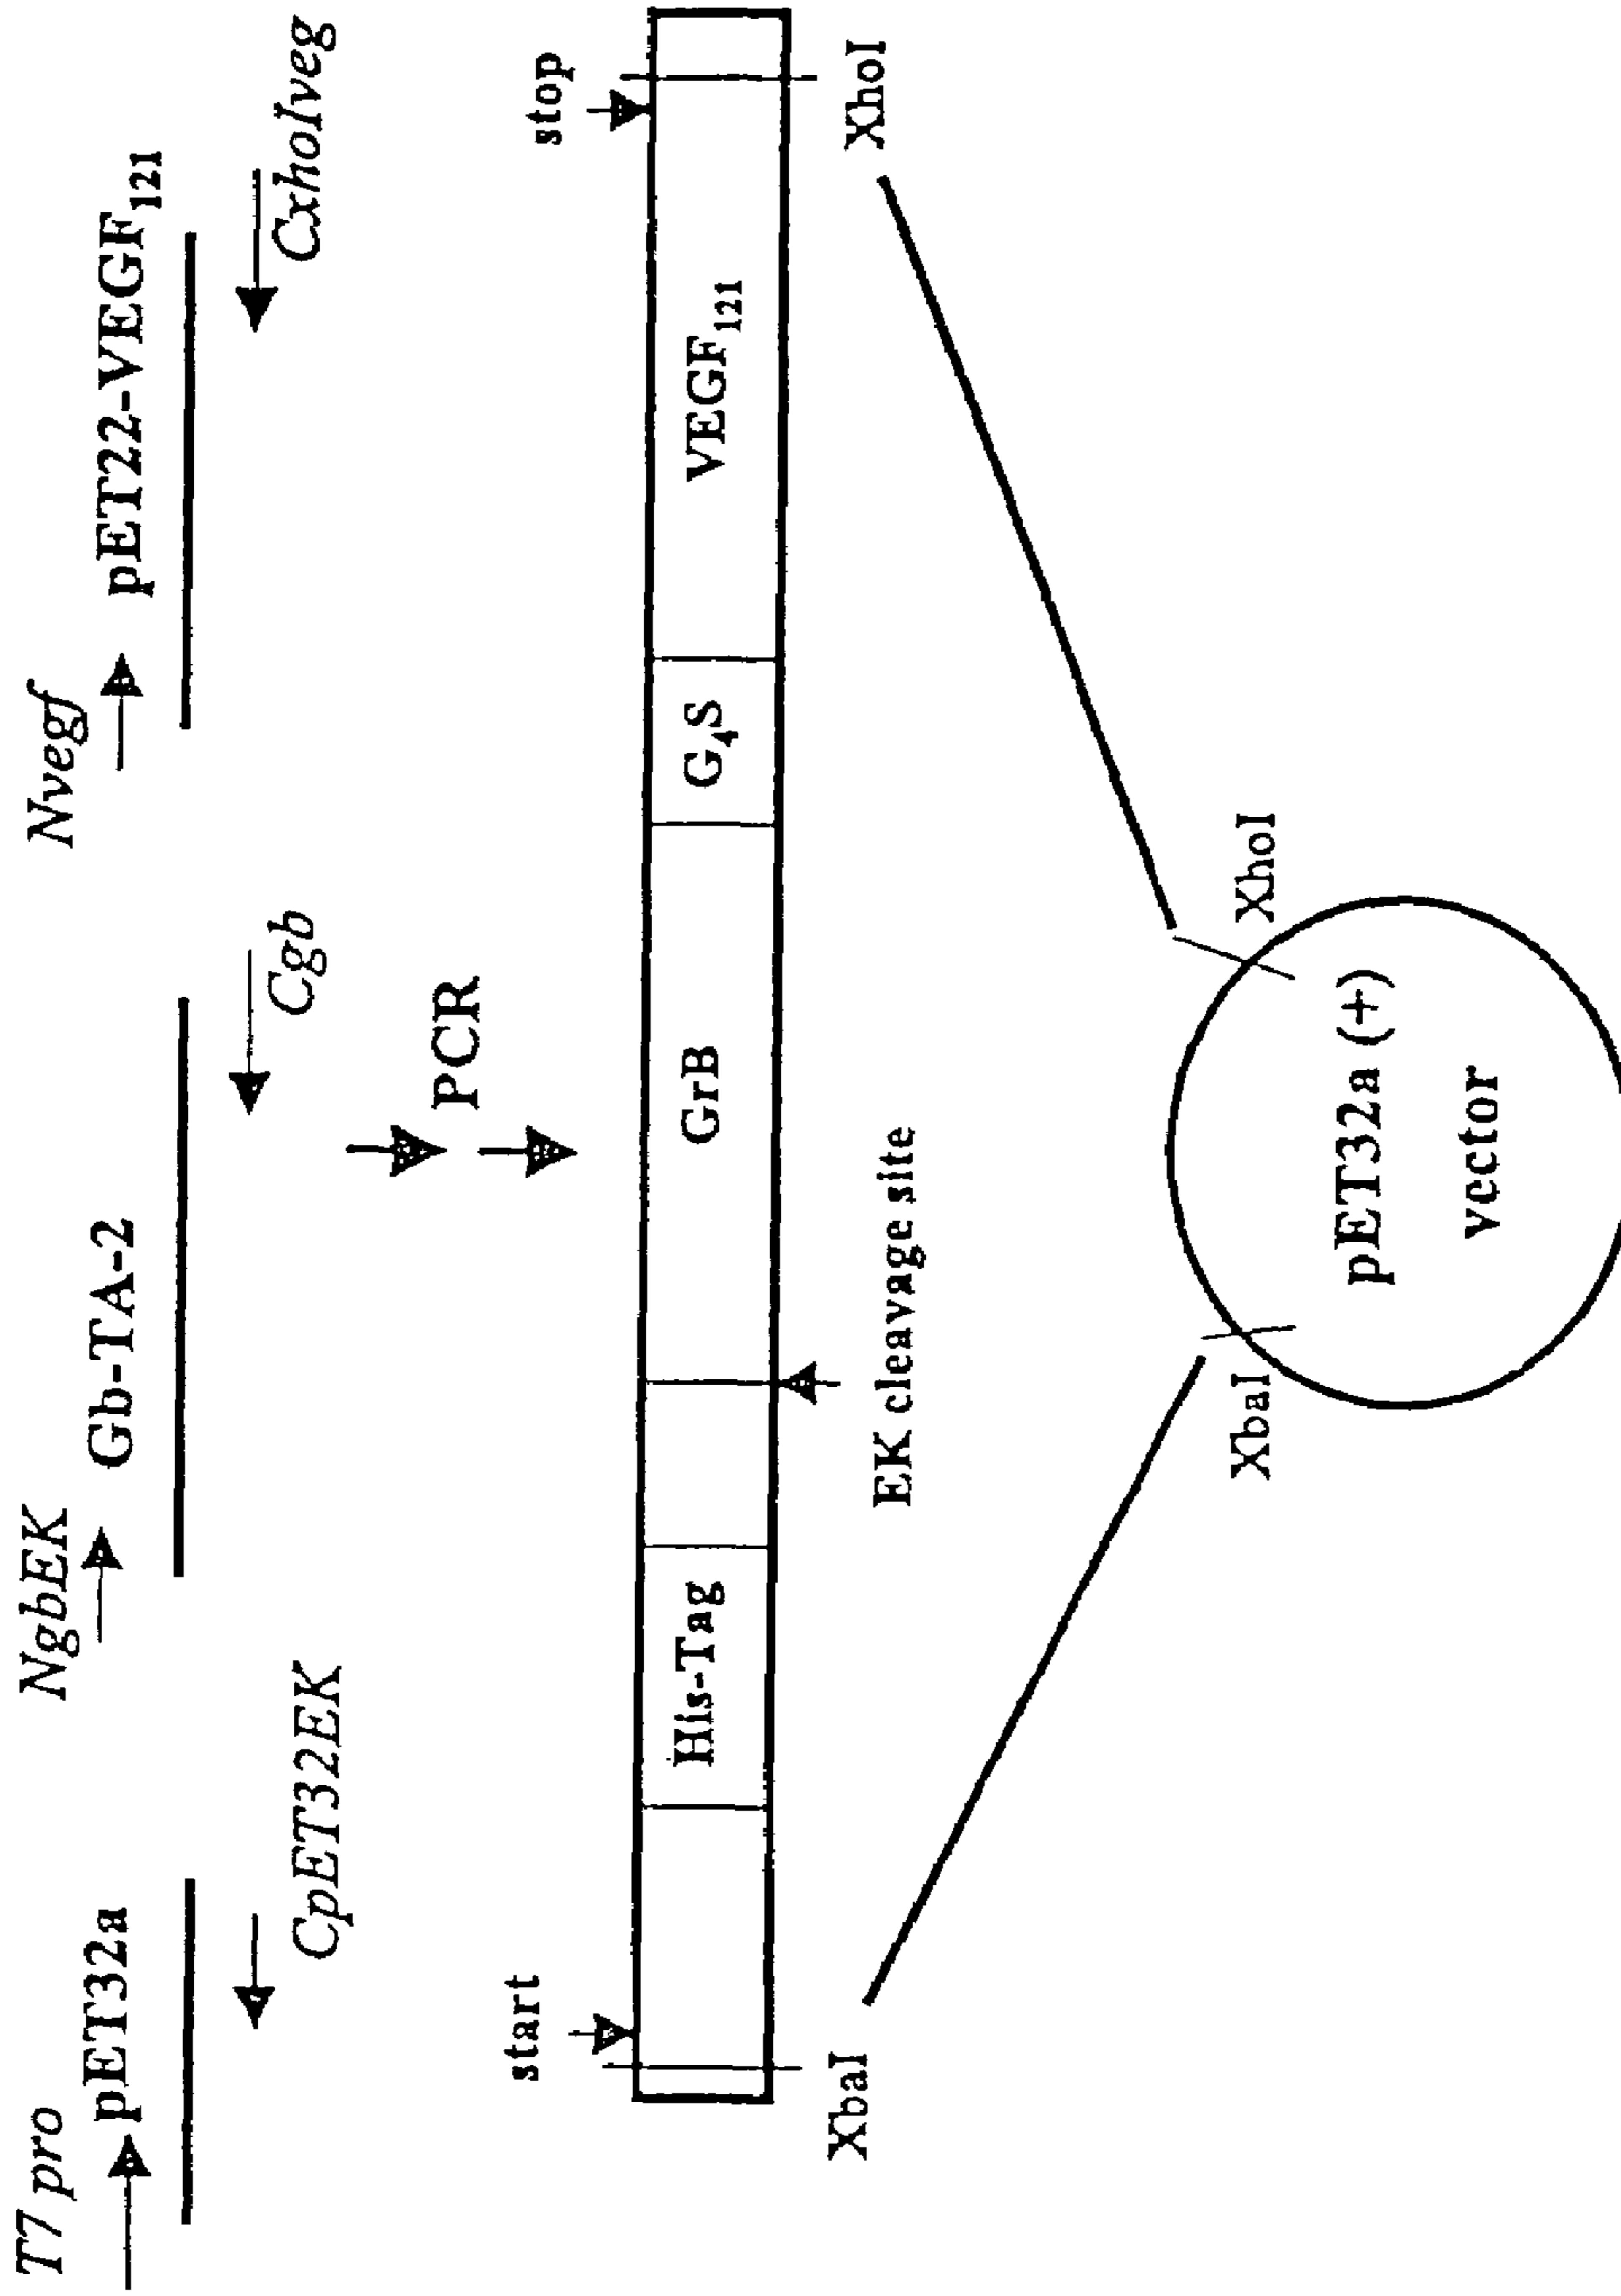 T7 pro
NgbEK
Nvegf
pET32a
Gb-TA-2
pET22-VEGF121
CpET32EK
Cgb
CxhoIveg
PCR
start
stop
His-Tag
GrB
G4S
VEGF121
XbaI
EK cleavage site
XhoI
XbaI
XhoI
pET32a (+)
vector